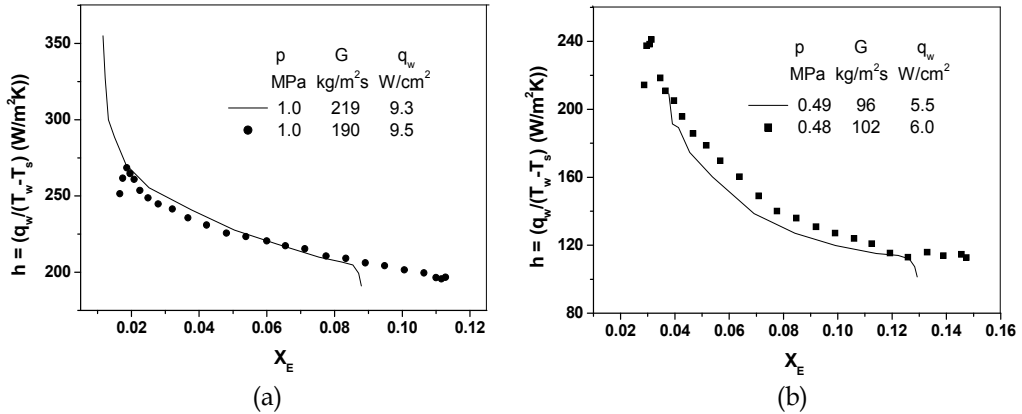 p G q_w
MPa kg/m²s W/cm²
1.0 219 9.3
1.0 190 9.5
350
300
250
200
h = (q_w/(T_w-T_s) (W/m²K))
0.02 0.04 0.06 0.08 0.10 0.12
X_E
(a)
p G q_w
MPa kg/m²s W/cm²
0.49 96 5.5
0.48 102 6.0
240
200
160
120
80
h = (q_w/(T_w-T_s) (W/m²K))
0.02 0.04 0.06 0.08 0.10 0.12 0.14 0.16
X_E
(b)